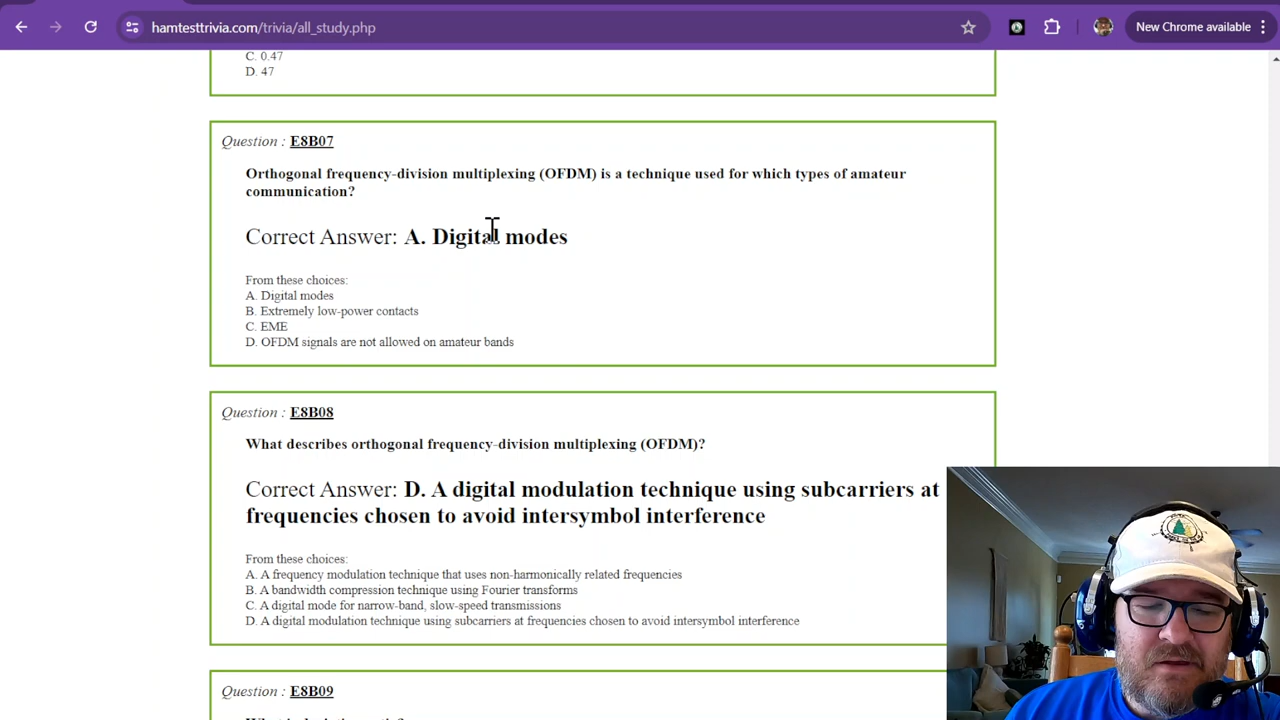 hamtesttrivia.com/trivia/all_study.php
New Chrome available
C. 0.47
D. 47
Question : E8B07
Orthogonal frequency-division multiplexing (OFDM) is a technique used for which types of amateur
communication?
Correct Answer: A. Digital modes
From these choices:
A. Digital modes
B. Extremely low-power contacts
C. EME
D. OFDM signals are not allowed on amateur bands
Question : E8B08
What describes orthogonal frequency-division multiplexing (OFDM)?
Correct Answer: D. A digital modulation technique using subcarriers at
frequencies chosen to avoid intersymbol interference
From these choices:
A. A frequency modulation technique that uses non-harmonically related frequencies
B. A bandwidth compression technique using Fourier transforms
C. A digital mode for narrow-band, slow-speed transmissions
D. A digital modulation technique using subcarriers at frequencies chosen to avoid intersymbol interference
Question : E8B09